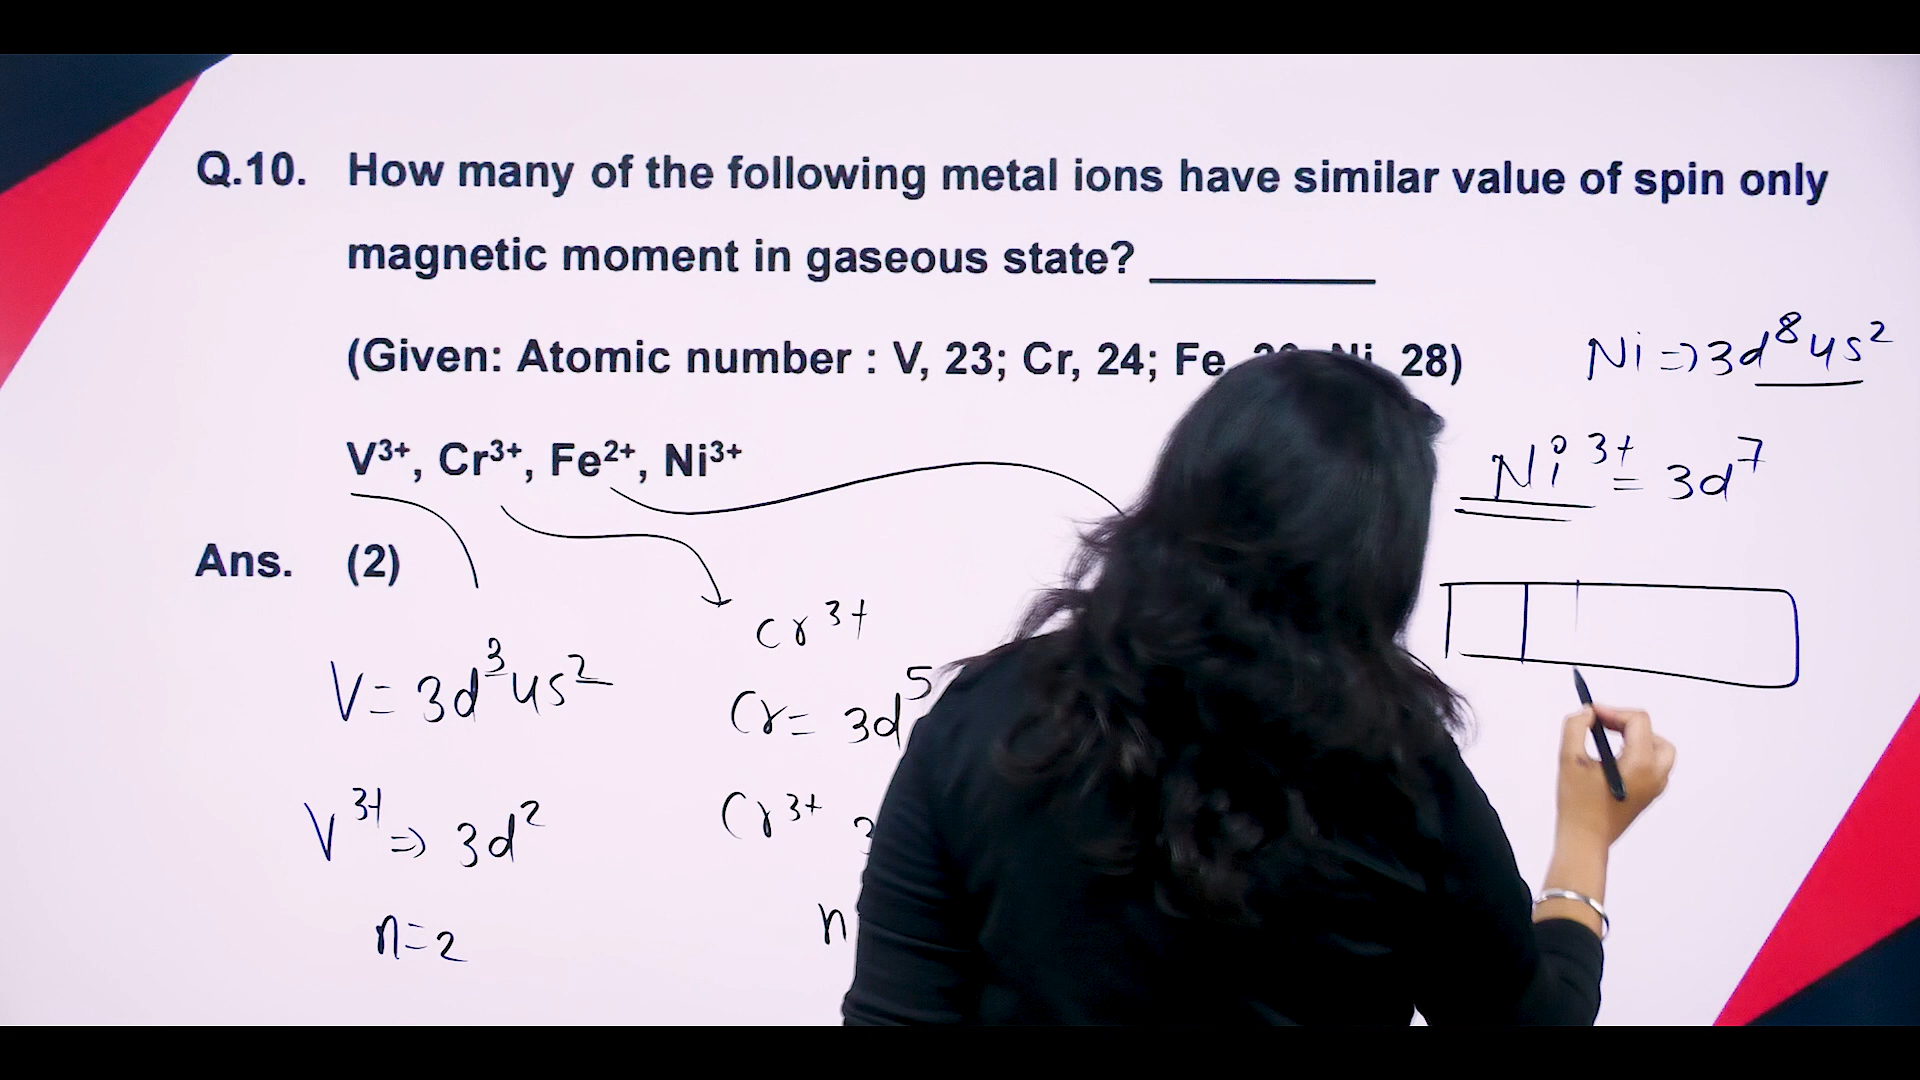 Q.10. How many of the following metal ions have similar value of spin only
magnetic moment in gaseous state? ________
(Given: Atomic number : V, 23; Cr, 24; Fe, Ni, 28)
V³⁺, Cr³⁺, Fe²⁺, Ni³⁺
Ans. (2)
V= 3d³4s²
V³⁺ ⇒ 3d²
n=2
Cr³⁺
Cr= 3d⁵
Cr³⁺ 3
n
Ni ⇒ 3d⁸4s²
Ni³⁺ = 3d⁷